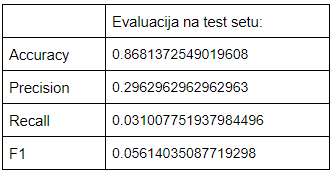 Evaluacija na test setu:
Accuracy 0.8681372549019608
Precision 0.2962962962962963
Recall 0.031007751937984496
F1 0.05614035087719298